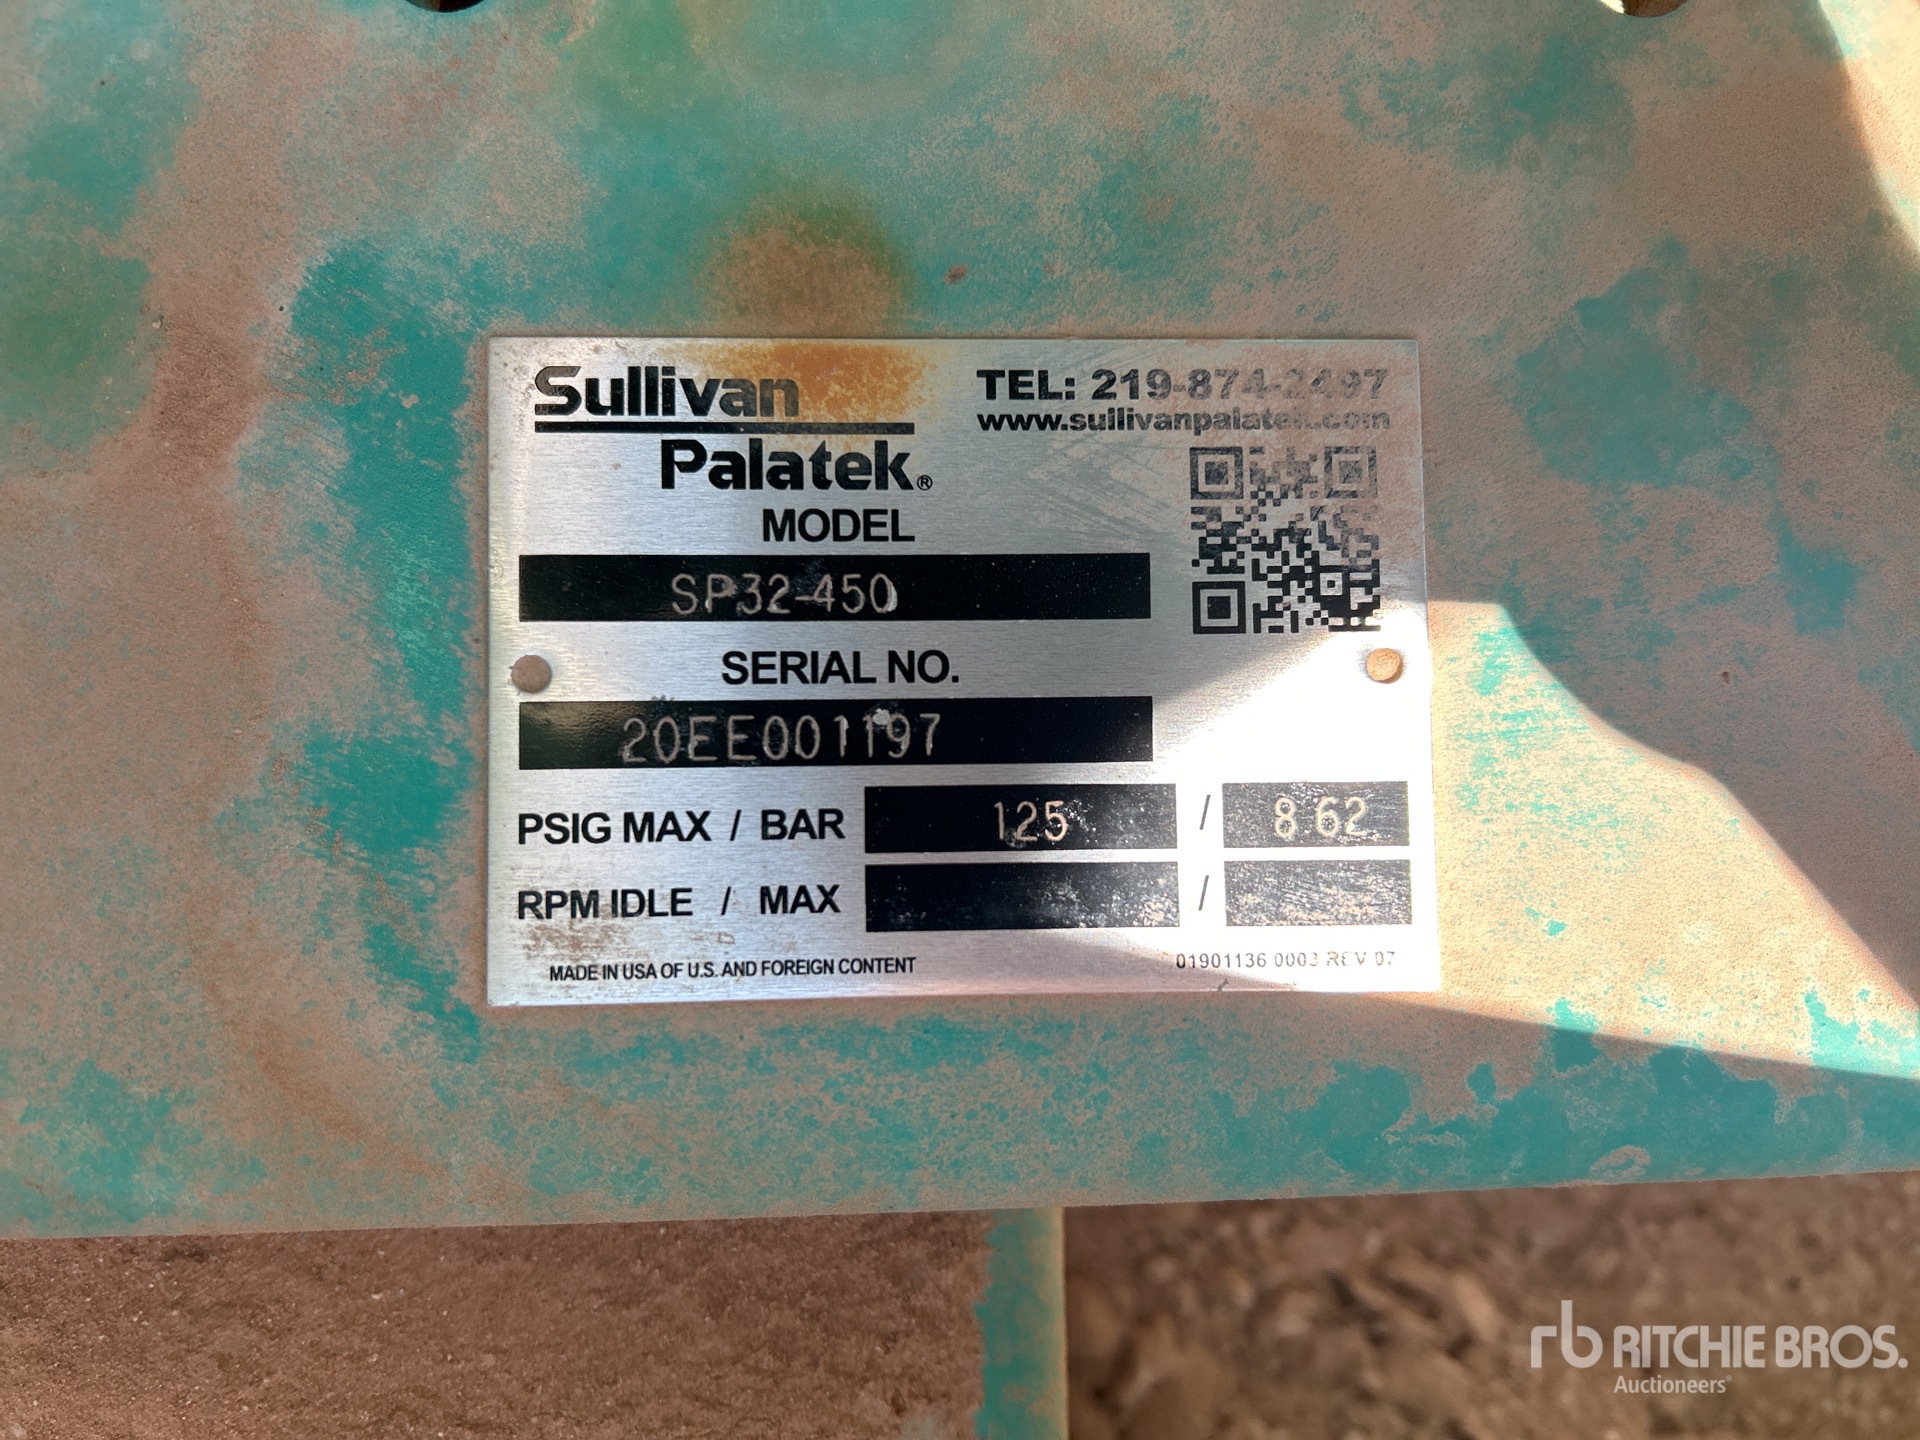 Sullivan
Palatek®
TEL: 219-874-2497
www.sullivanpalatek.com
MODEL
SP32-450
SERIAL NO.
20EE001197
PSIG MAX / BAR 125 / 8 62
RPM IDLE / MAX /
MADE IN USA OF U.S. AND FOREIGN CONTENT
01901136 0003 REV 07
rb RITCHIE BROS.
Auctioneers